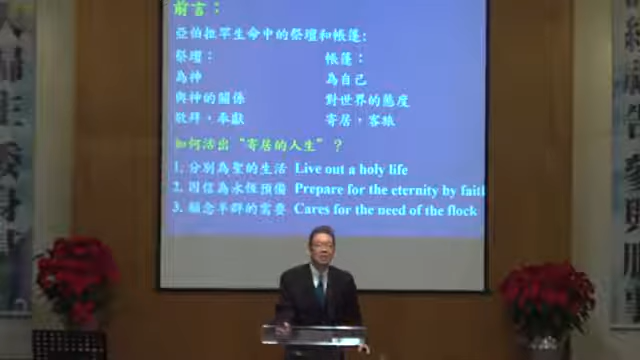 前言：
亞伯拉罕生命中的祭壇和帳篷:
祭壇： 帳篷：
為神 為自己
與神的關係 對世界的態度
敬拜，奉獻 寄居，客旅
如何活出“寄居的人生”？
1. 分別為聖的生活 Live out a holy life
2. 因信為永恆預備 Prepare for the eternity by faith
3. 顧念羊群的需要 Cares for the need of the flock